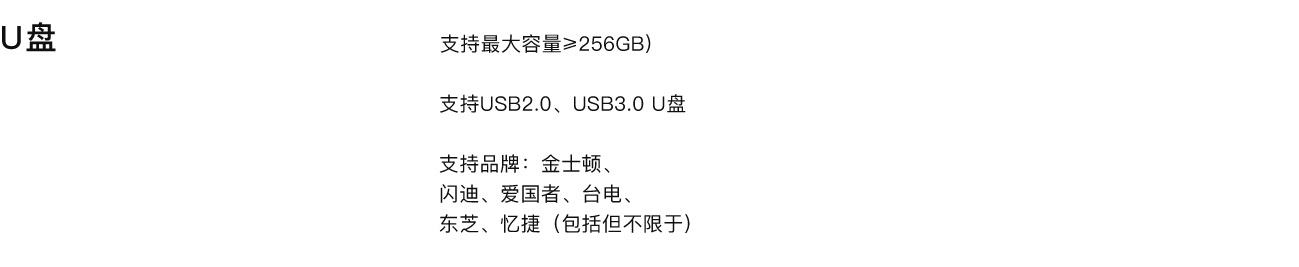 U盘
支持最大容量⩾256GB）
支持USB2.0、USB3.0 U盘
支持品牌：金士顿、
闪迪、爱国者、台电、
东芝、忆捷（包括但不限于）